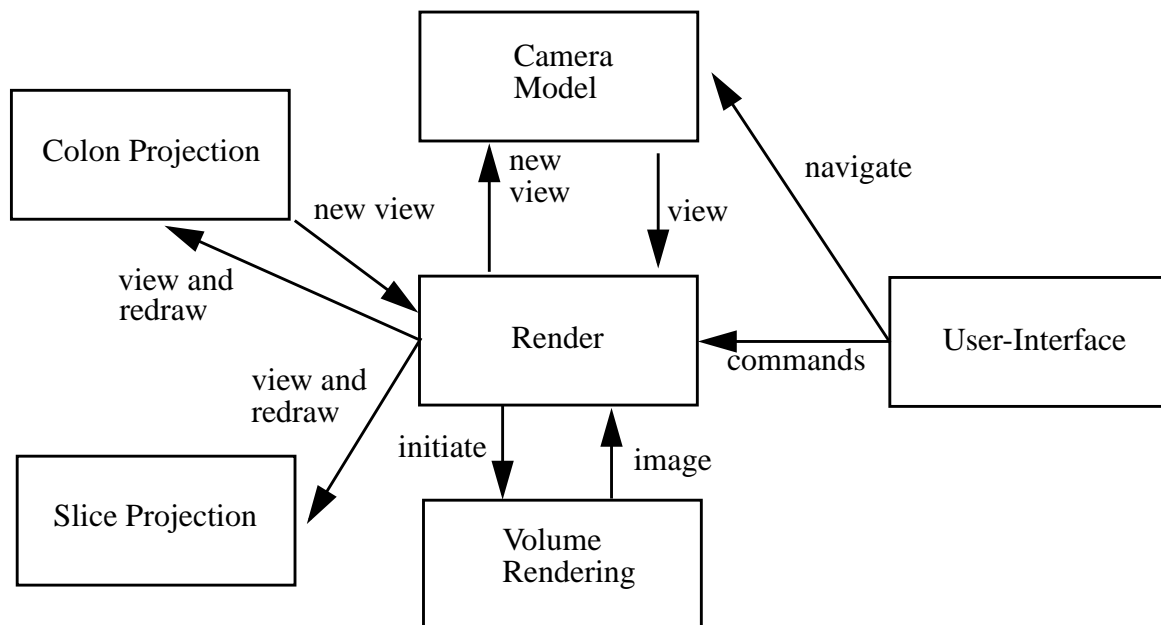 Camera
Model
Colon Projection
new
view
navigate
new view
view
view and
redraw
Render
User-Interface
commands
view and
redraw
initiate
image
Slice Projection
Volume
Rendering